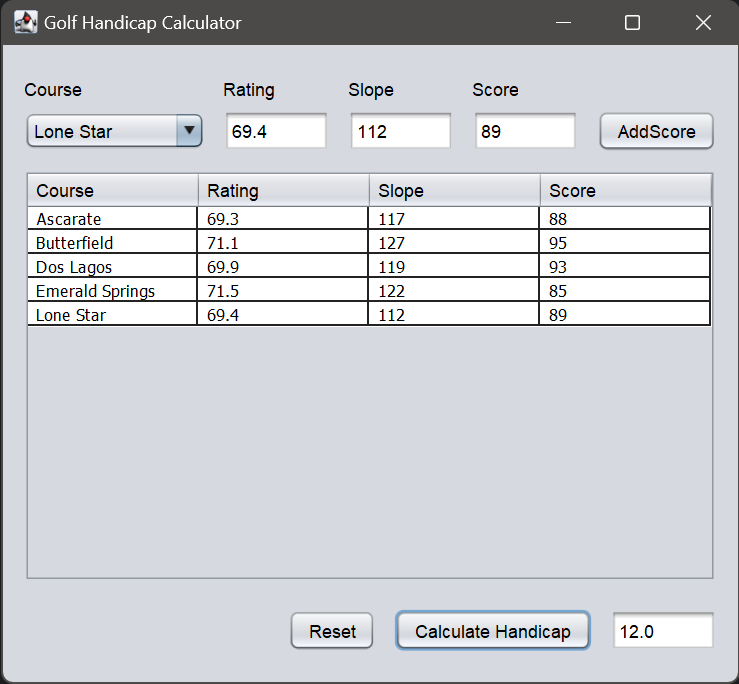 Golf Handicap Calculator
Course Rating Slope Score
Lone Star 69.4 112 89 AddScore
Course Rating Slope Score
Ascarate 69.3 117 88
Butterfield 71.1 127 95
Dos Lagos 69.9 119 93
Emerald Springs 71.5 122 85
Lone Star 69.4 112 89
Reset Calculate Handicap 12.0